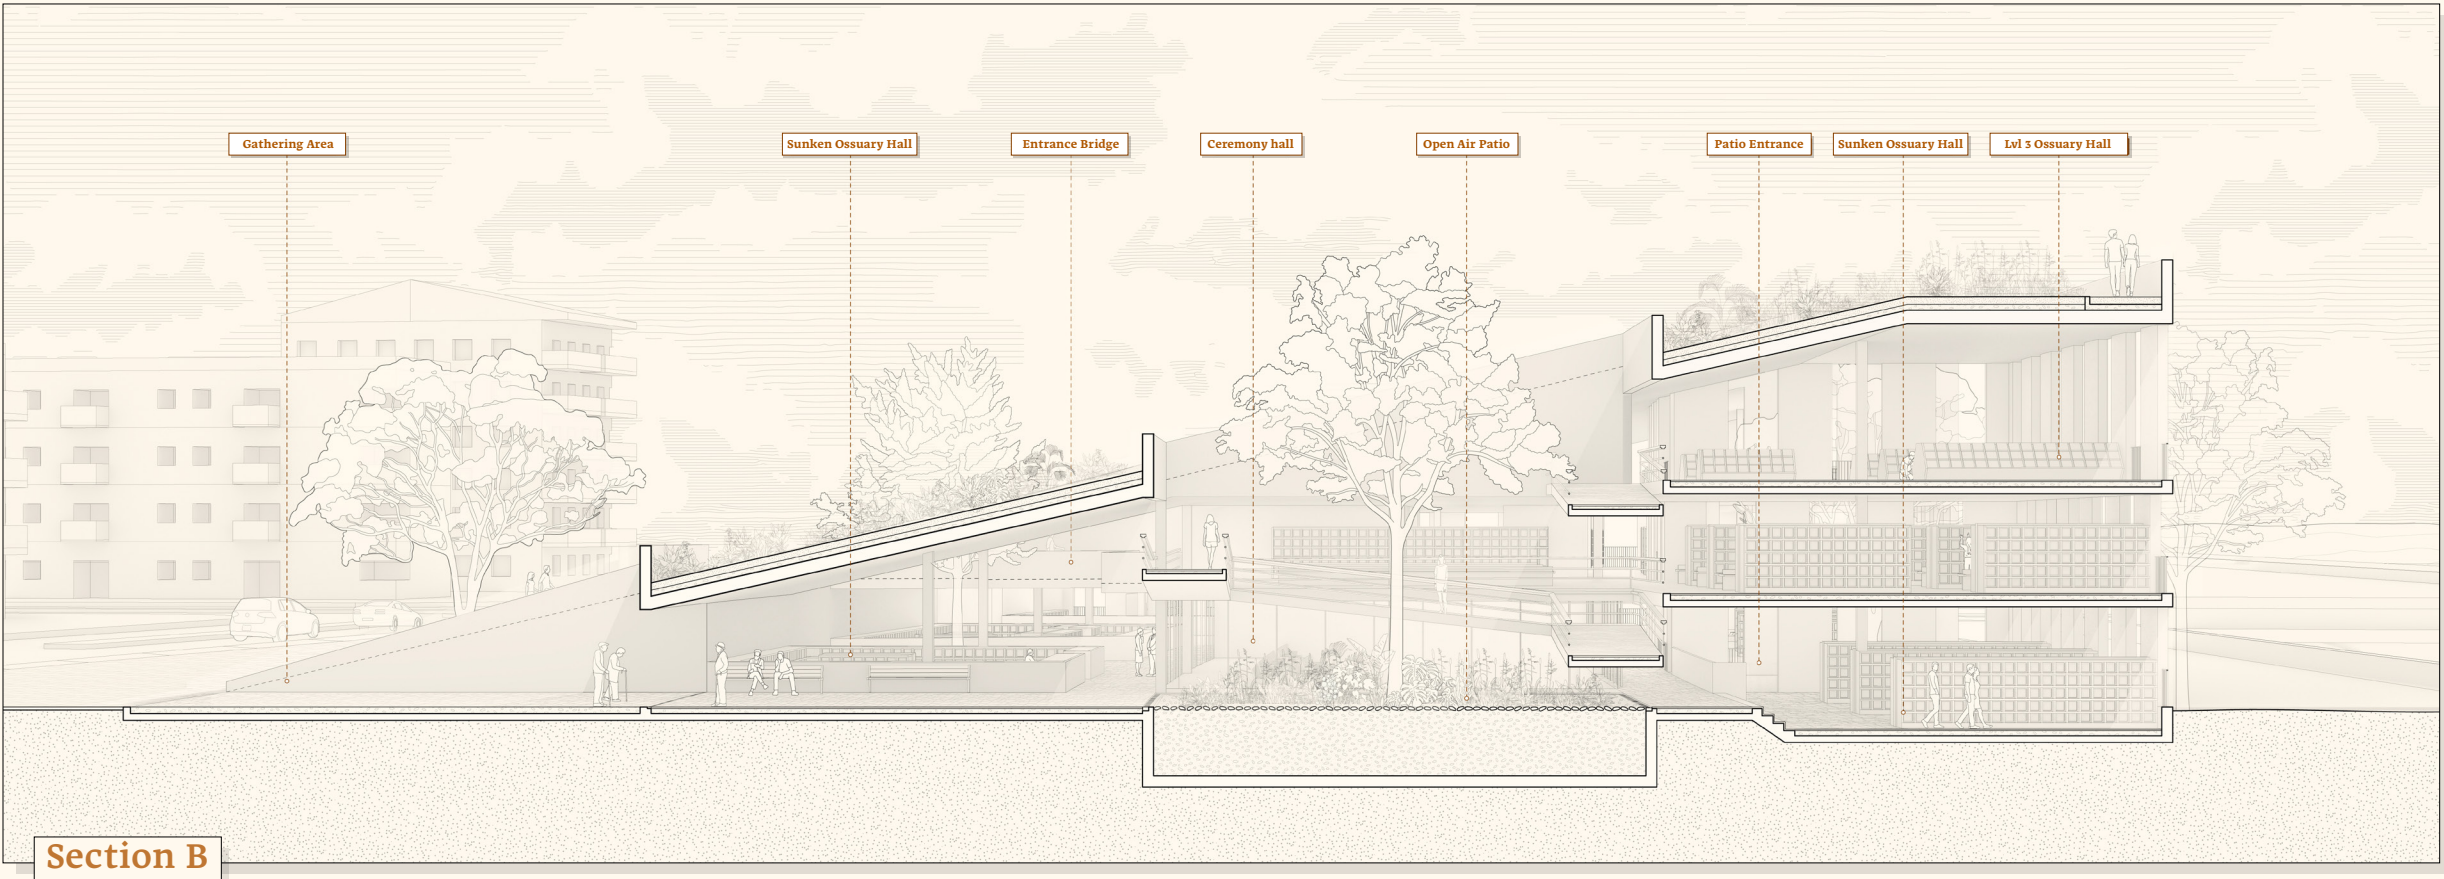 Gathering Area
Sunken Ossuary Hall
Entrance Bridge
Ceremony hall
Open Air Patio
Patio Entrance
Sunken Ossuary Hall
Lvl 3 Ossuary Hall
Section B